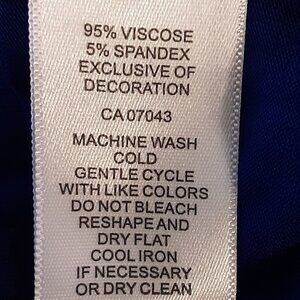 95% VISCOSE
5% SPANDEX
EXCLUSIVE OF
DECORATION
CA 07043
MACHINE WASH
COLD
GENTLE CYCLE
WITH LIKE COLORS
DO NOT BLEACH
RESHAPE AND
DRY FLAT
COOL IRON
IF NECESSARY
OR DRY CLEAN